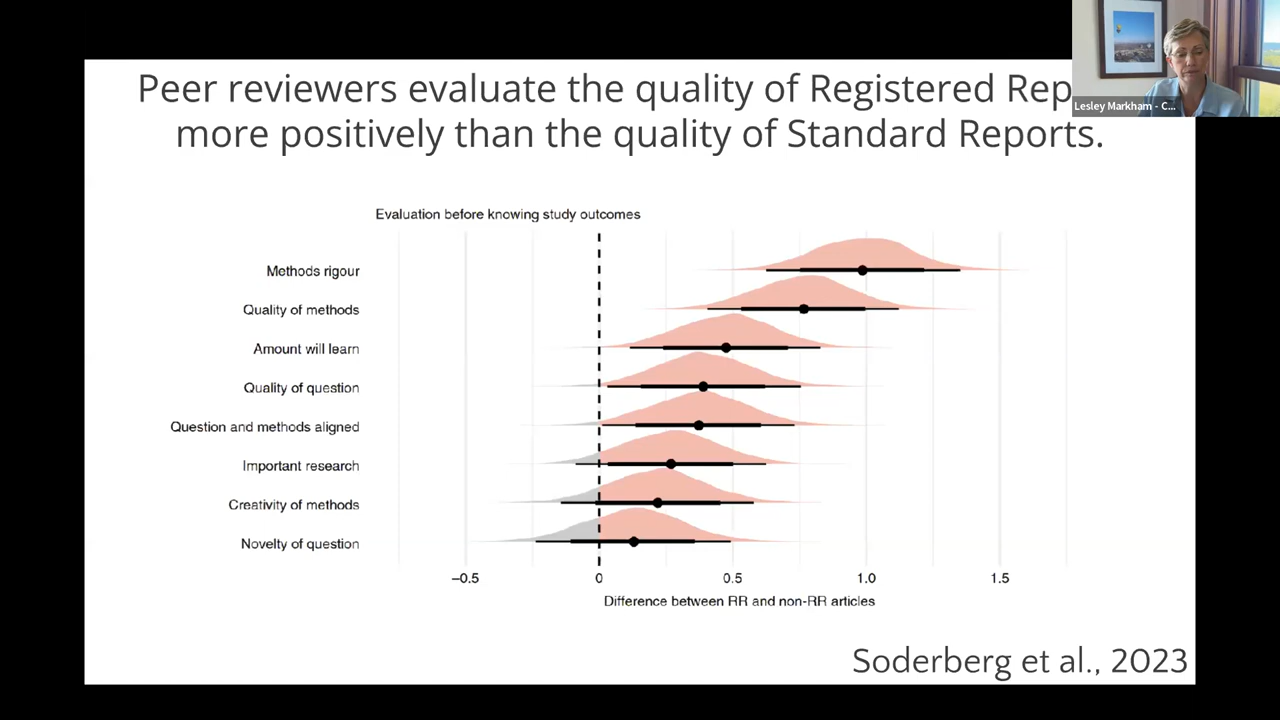 Peer reviewers evaluate the quality of Registered Rep
more positively than the quality of Standard Reports.
Lesley Markham - C...
Evaluation before knowing study outcomes
Methods rigour
Quality of methods
Amount will learn
Quality of question
Question and methods aligned
Important research
Creativity of methods
Novelty of question
−0.5 0 0.5 1.0 1.5
Difference between RR and non-RR articles
Soderberg et al., 2023